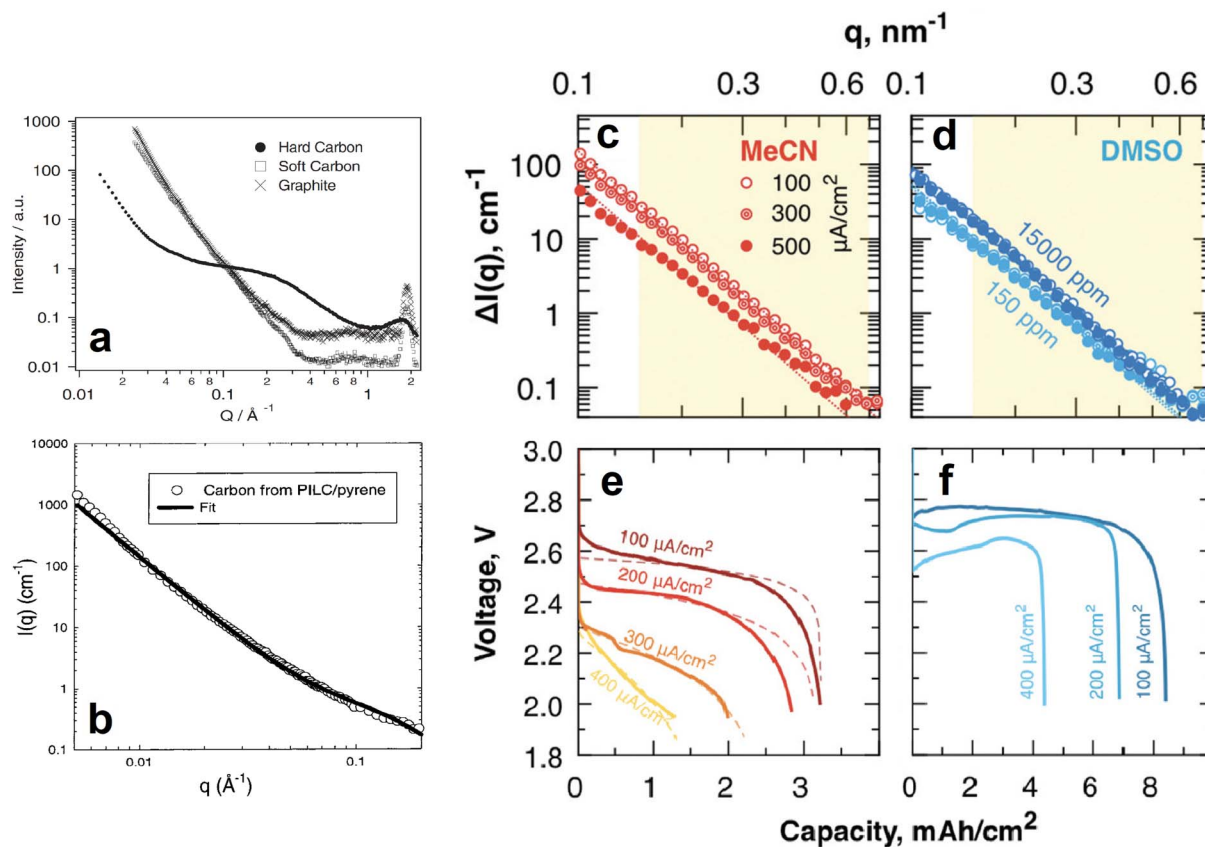 1000
100
10
1
0.1
0.01
Intensity / a.u.
Hard Carbon
Soft Carbon
Graphite
a
0.01
2
4
6
8
0.1
2
4
6
8
1
2
Q / Å⁻¹
10000
1000
100
10
1
0.1
I(q) (cm⁻¹)
Carbon from PILC/pyrene
Fit
b
0.01
0.1
q (Å⁻¹)
q, nm⁻¹
0.1
0.3
0.6
0.1
0.3
0.6
100
10
1
0.1
ΔI(q), cm⁻¹
c
MeCN
100
300
500
µA/cm²
d
DMSO
15000 ppm
150 ppm
3.0
2.8
2.6
2.4
2.2
2.0
1.8
Voltage, V
e
100 µA/cm²
200 µA/cm²
300 µA/cm²
400 µA/cm²
0
1
2
3
f
400 µA/cm²
200 µA/cm²
100 µA/cm²
0
2
4
6
8
Capacity, mAh/cm²